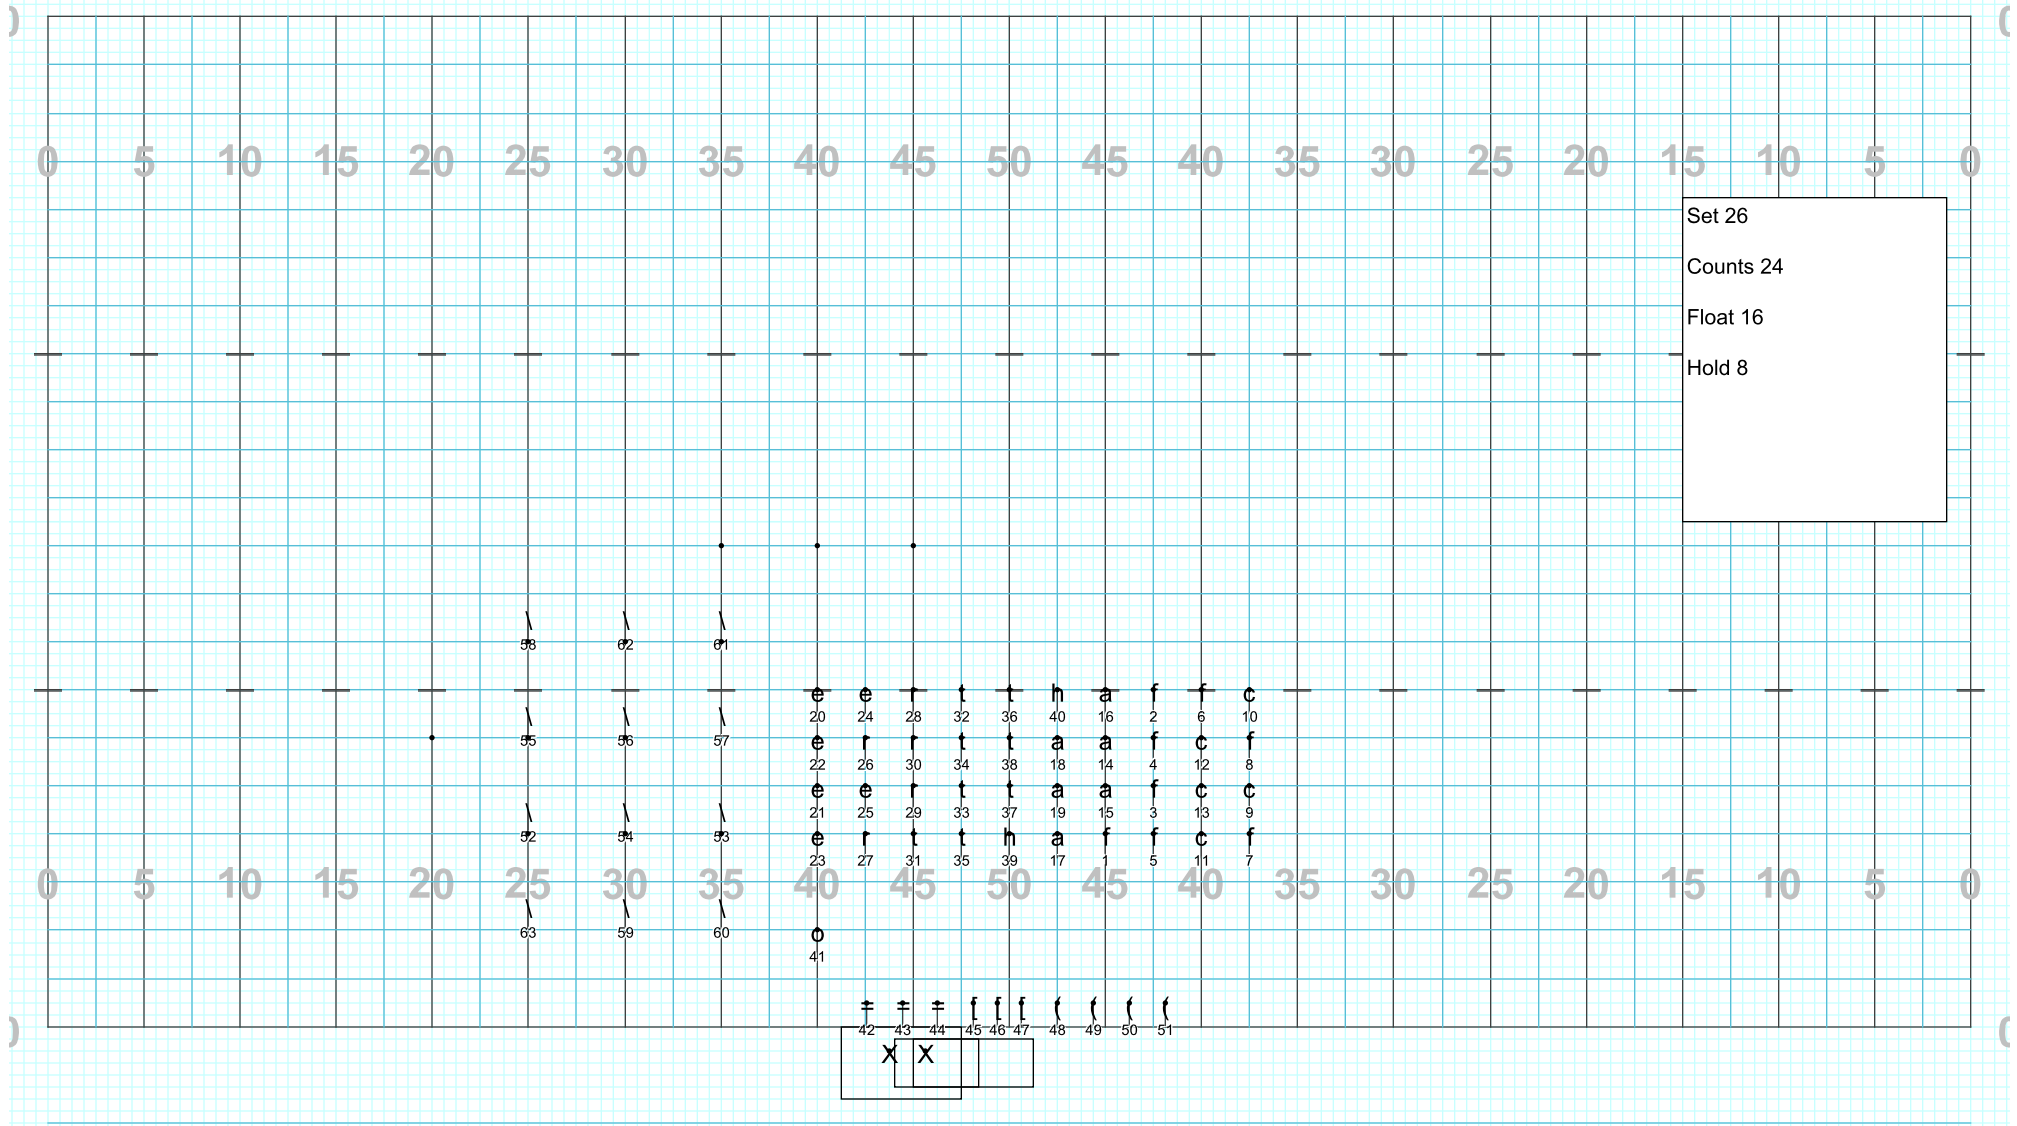 0 0
0 5 10 15 20 25 30 35 40 45 50 45 40 35 30 25 20 15 10 5 0
Set 26
Counts 24
Float 16
Hold 8
\ \ \
58 62 61
e e r t t h a f f c
20 24 28 32 36 40 16 2 6 10
\ \ \
55 56 57
e r r t t a a f c f
22 26 30 34 38 18 14 4 12 8
e e r t t a a f c c
21 25 29 33 37 19 15 3 13 9
\ \ \
52 54 53
e r t t h a f f c f
23 27 31 35 39 17 1 5 11 7
0 5 10 15 20 25 30 35 40 45 50 45 40 35 30 25 20 15 10 5 0
\ \ \
63 59 60
o
41
= = = [ [ [ ( ( ( (
42 43 44 45 46 47 48 49 50 51
0 0
X X